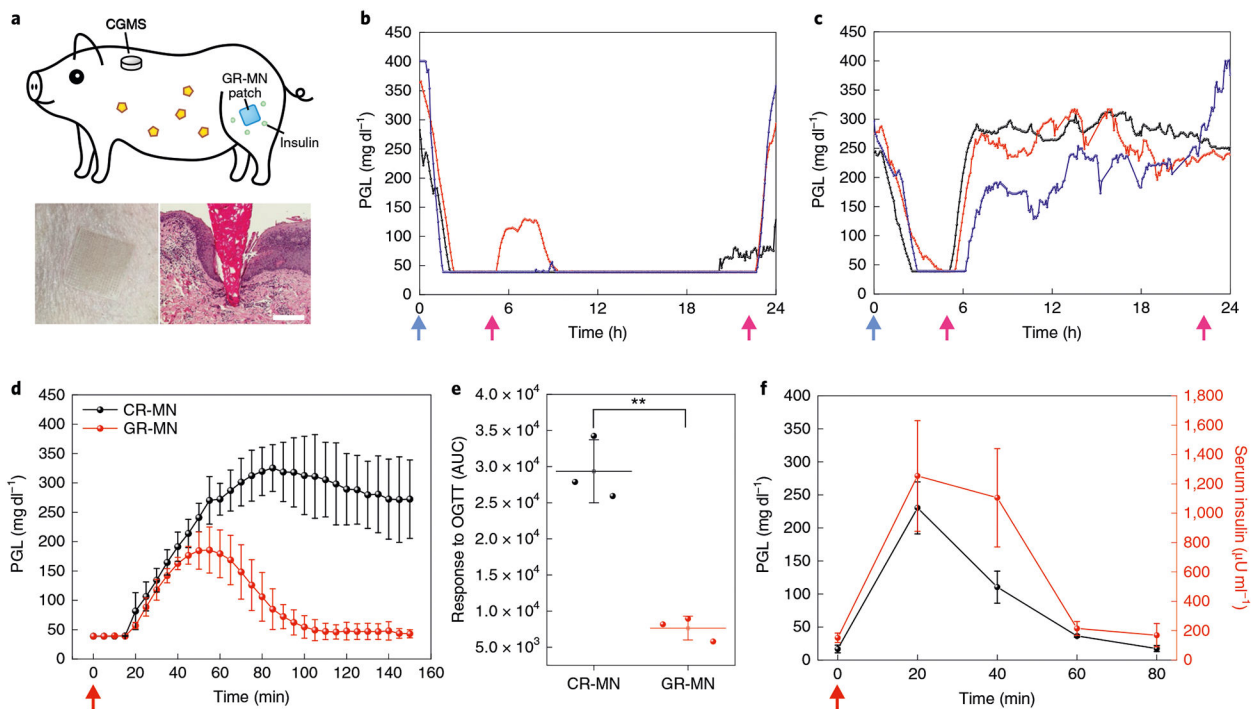 a
CGMS
GR-MN
patch
Insulin
b
450
400
350
300
250
200
150
100
50
0
PGL (mg dl⁻¹)
0
6
12
18
24
Time (h)
c
450
400
350
300
250
200
150
100
50
0
PGL (mg dl⁻¹)
0
6
12
18
24
Time (h)
d
450
400
350
300
250
200
150
100
50
0
PGL (mg dl⁻¹)
CR-MN
GR-MN
0
20
40
60
80
100
120
140
160
Time (min)
e
4.0 × 10⁴
3.5 × 10⁴
3.0 × 10⁴
2.5 × 10⁴
4.0 × 10⁴
1.5 × 10⁴
1.0 × 10⁴
5.0 × 10³
Response to OGTT (AUC)
**
CR-MN
GR-MN
f
400
350
300
250
200
150
100
50
0
PGL (mg dl⁻¹)
1,800
1,600
1,400
1,200
1,000
800
600
400
200
0
Serum insulin (μU ml⁻¹)
0
20
40
60
80
Time (min)